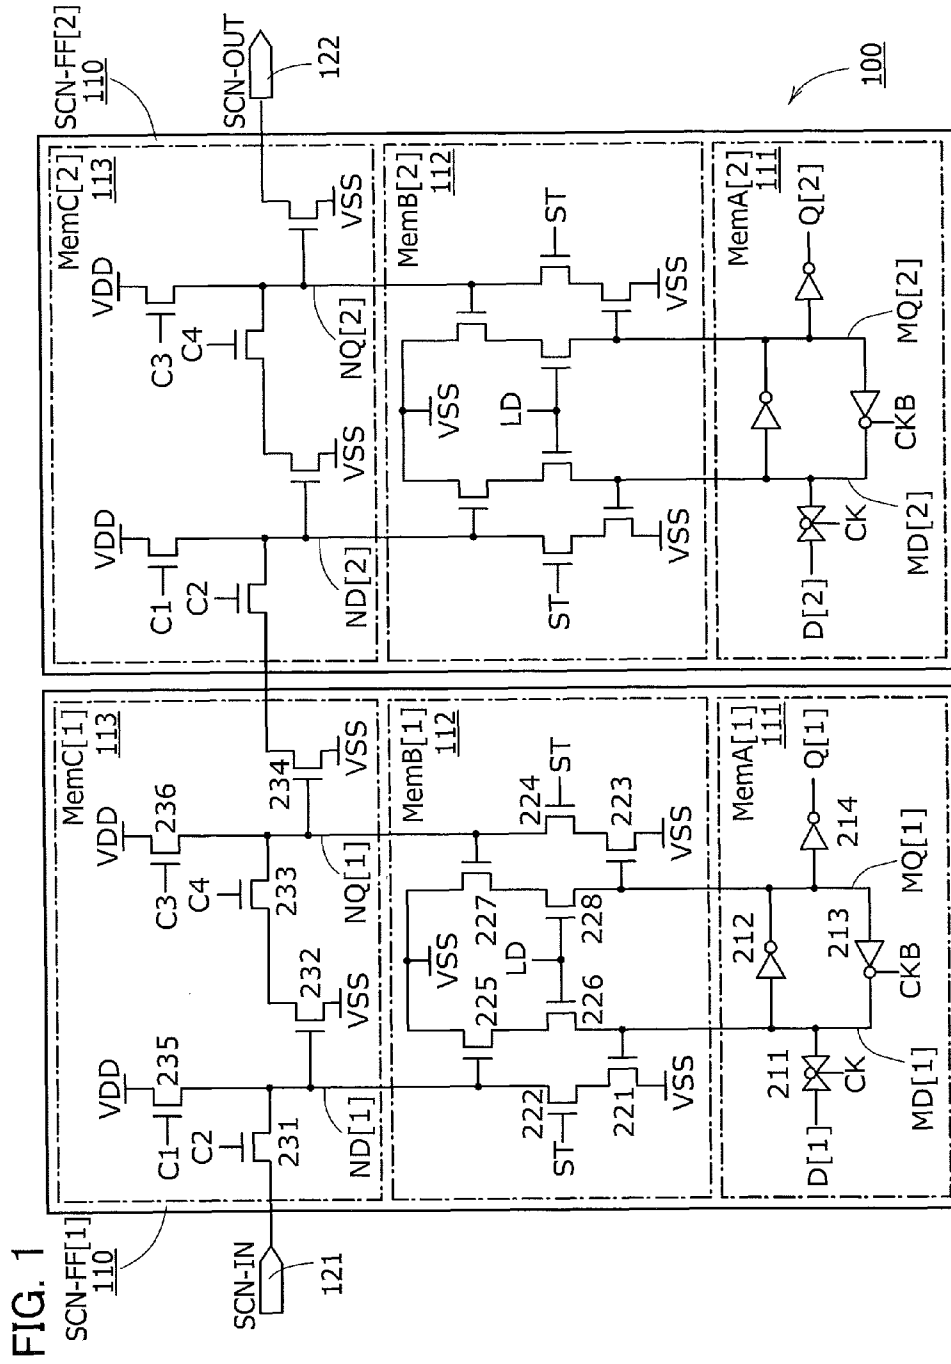 FIG. 1
SCN-FF[1]
110
SCN-FF[2]
110
MemC[1]
113
MemC[2]
113
SCN-IN
121
SCN-OUT
122
100
VDD
C1
235
C2
231
ND[1]
232
VSS
VDD
C3
236
C4
233
NQ[1]
234
VSS
VDD
C1
C2
ND[2]
VSS
VDD
C3
C4
NQ[2]
VSS
MemB[1]
112
VSS
225
227
LD
226
228
ST
222
221
VSS
224
ST
223
VSS
MemB[2]
112
VSS
LD
ST
VSS
ST
VSS
MemA[1]
111
D[1]
211
CK
MD[1]
212
213
CKB
214
Q[1]
MQ[1]
MemA[2]
111
D[2]
CK
MD[2]
CKB
Q[2]
MQ[2]